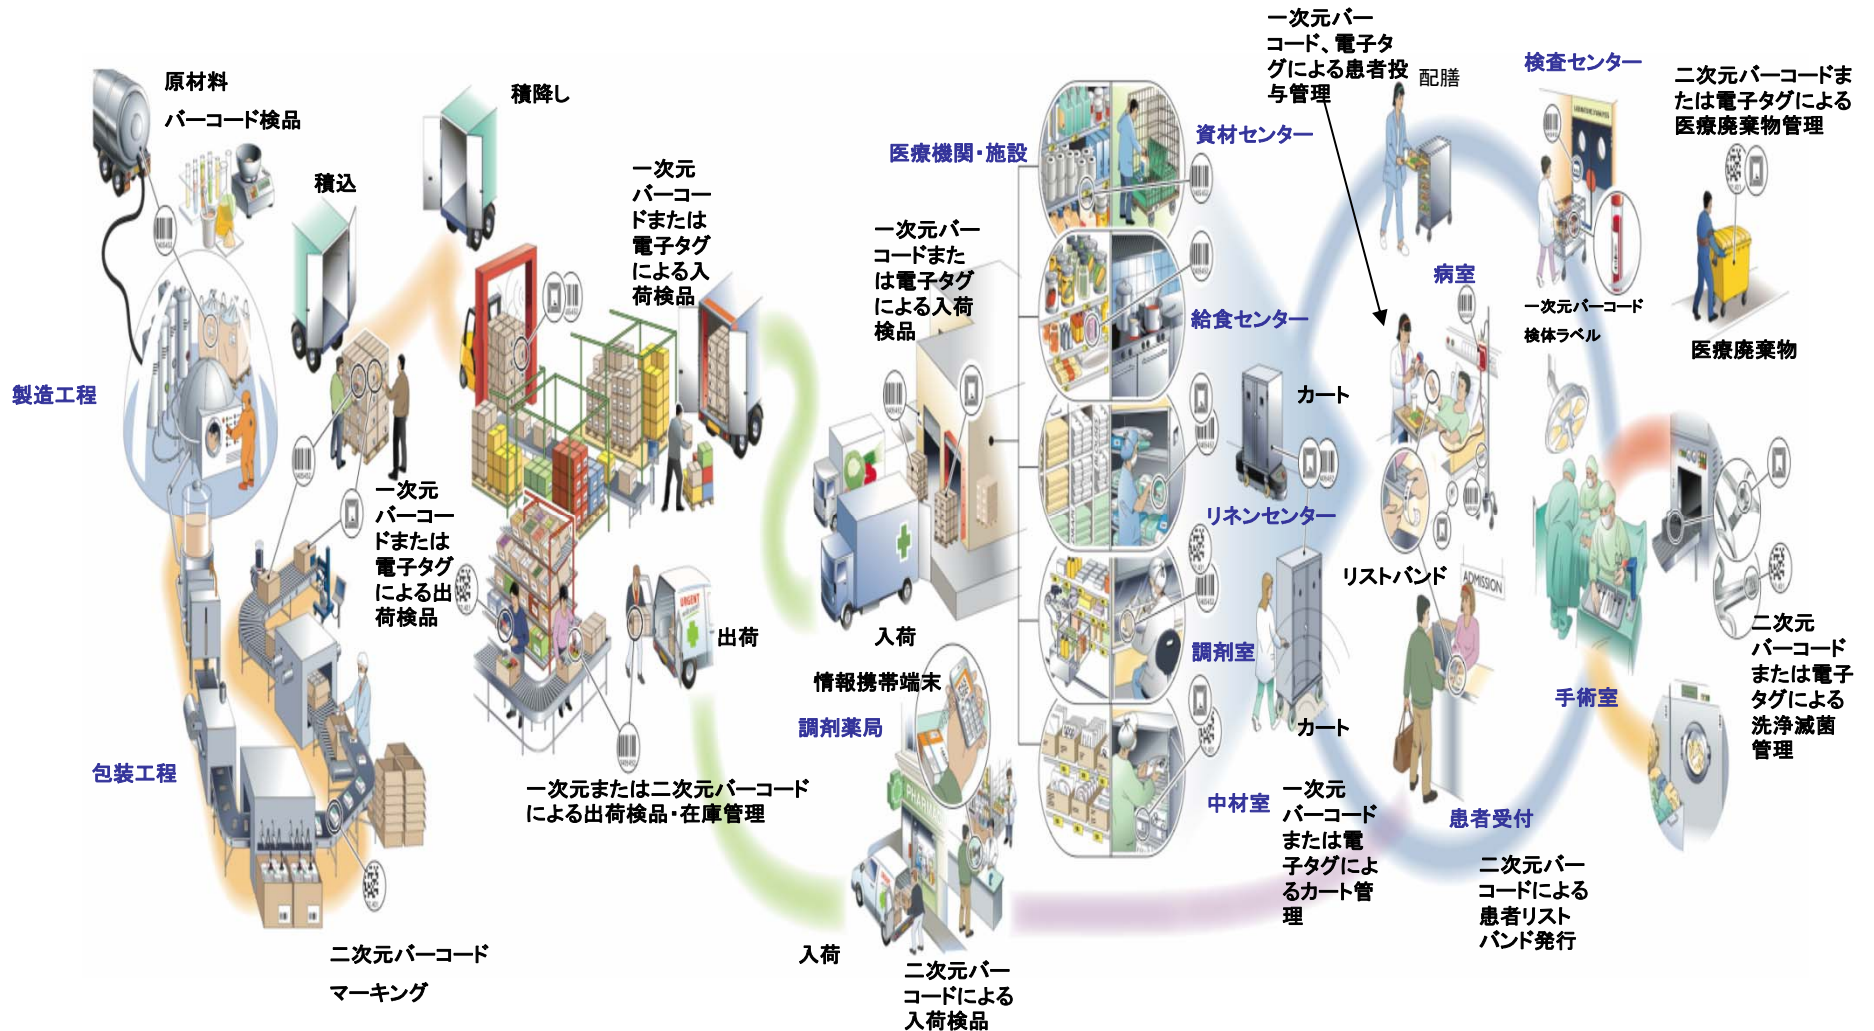 原材料
バーコード検品
積込
積降し
一次元
バーコー
ドまたは
電子タグ
による入
荷検品
製造工程
一次元
バーコー
ドまたは
電子タグ
による出
荷検品
包装工程
二次元バーコード
マーキング
出荷
一次元または二次元バーコード
による出荷検品・在庫管理
URGENT
医療機関・施設
一次元バー
コードまた
は電子タグ
による入荷
検品
入荷
情報携帯端末
調剤薬局
PHARMA
入荷
二次元バー
コードによる
入荷検品
資材センター
給食センター
リネンセンター
調剤室
中材室
カート
カート
一次元
バーコード
または電
子タグによ
るカート管
理
一次元バー
コード、電子タ
グによる患者投
与管理
配膳
病室
リストバンド
ADMISSION
患者受付
二次元バー
コードによる
患者リスト
バンド発行
検査センター
一次元バーコード
検体ラベル
二次元バーコードま
たは電子タグによる
医療廃棄物管理
医療廃棄物
手術室
二次元
バーコード
または電子
タグによる
洗浄滅菌
管理